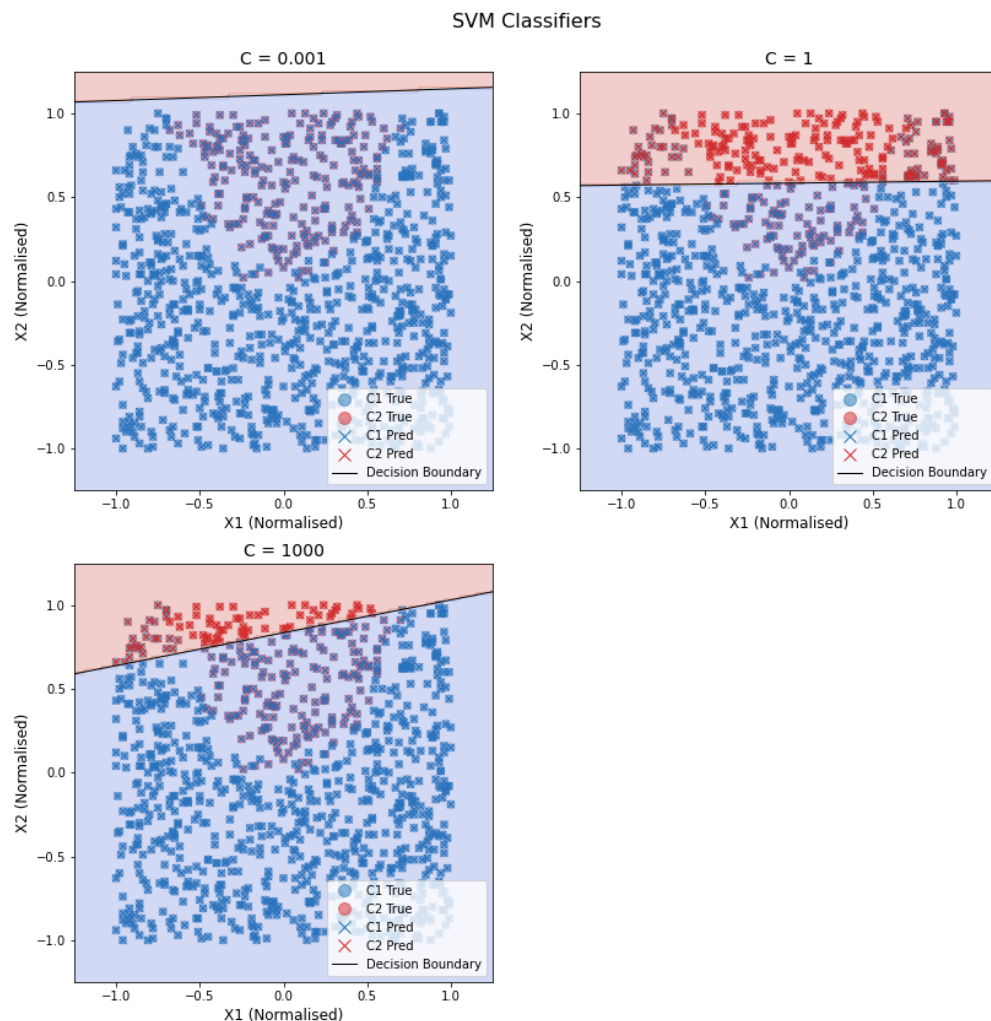 SVM Classifiers
C = 0.001
X2 (Normalised)
1.0
0.5
0.0
−0.5
−1.0
C1 True
C2 True
C1 Pred
C2 Pred
Decision Boundary
−1.0 −0.5 0.0 0.5 1.0
X1 (Normalised)
C = 1
X2 (Normalised)
1.0
0.5
0.0
−0.5
−1.0
C1 True
C2 True
C1 Pred
C2 Pred
Decision Boundary
−1.0 −0.5 0.0 0.5 1.0
X1 (Normalised)
C = 1000
X2 (Normalised)
1.0
0.5
0.0
−0.5
−1.0
C1 True
C2 True
C1 Pred
C2 Pred
Decision Boundary
−1.0 −0.5 0.0 0.5 1.0
X1 (Normalised)